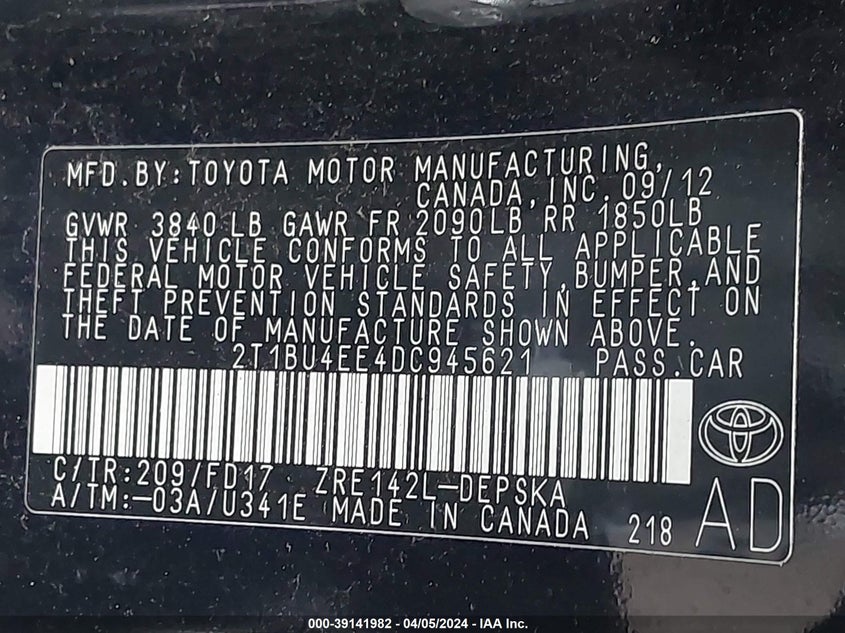 MFD.BY:TOYOTA MOTOR MANUFACTURING,
CANADA,INC. 09/12
GVWR 3840 LB GAWR FR 2090LB RR 1850LB
THIS VEHICLE CONFORMS TO ALL APPLICABLE
FEDERAL MOTOR VEHICLE SAFETY,BUMPER,AND
THEFT PREVENTION STANDARDS IN EFFECT ON
THE DATE OF MANUFACTURE SHOWN ABOVE.
2T1BU4EE4DC945621 PASS.CAR
C/TR:209/FD17 ZRE142L-DEPSKA
A/TM:-03A/U341E MADE IN CANADA 218 AD
000-39141982 - 04/05/2024 - IAA Inc.